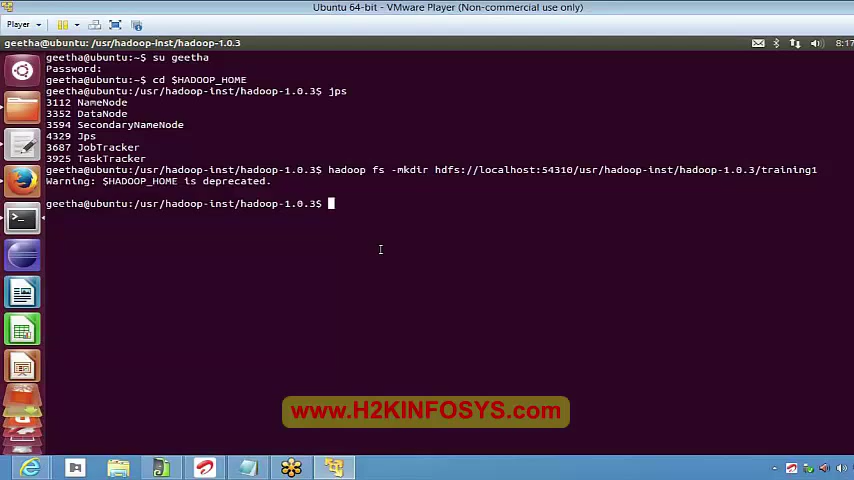 Ubuntu 64-bit - VMware Player (Non-commercial use only)
Player
geetha@ubuntu: /usr/hadoop-inst/hadoop-1.0.3
8:17
geetha@ubuntu:~$ su geetha
Password:
geetha@ubuntu:~$ cd $HADOOP_HOME
geetha@ubuntu:/usr/hadoop-inst/hadoop-1.0.3$ jps
3112 NameNode
3352 DataNode
3594 SecondaryNameNode
4329 Jps
3687 JobTracker
3925 TaskTracker
geetha@ubuntu:/usr/hadoop-inst/hadoop-1.0.3$ hadoop fs -mkdir hdfs://localhost:54310/usr/hadoop-inst/hadoop-1.0.3/training1
Warning: $HADOOP_HOME is deprecated.
geetha@ubuntu:/usr/hadoop-inst/hadoop-1.0.3$
www.H2KINFOSYS.com